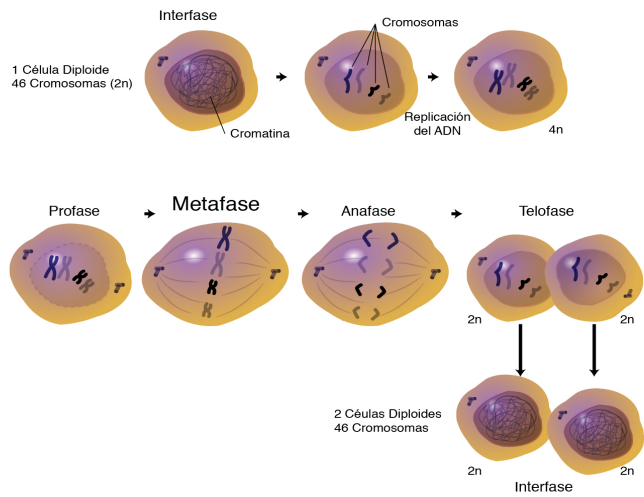 Interfase
1 Célula Diploide
46 Cromosomas (2n)
Cromatina
Cromosomas
Replicación
del ADN
4n
Profase
Metafase
Anafase
Telofase
2n
2n
2 Células Diploides
46 Cromosomas
2n
2n
Interfase